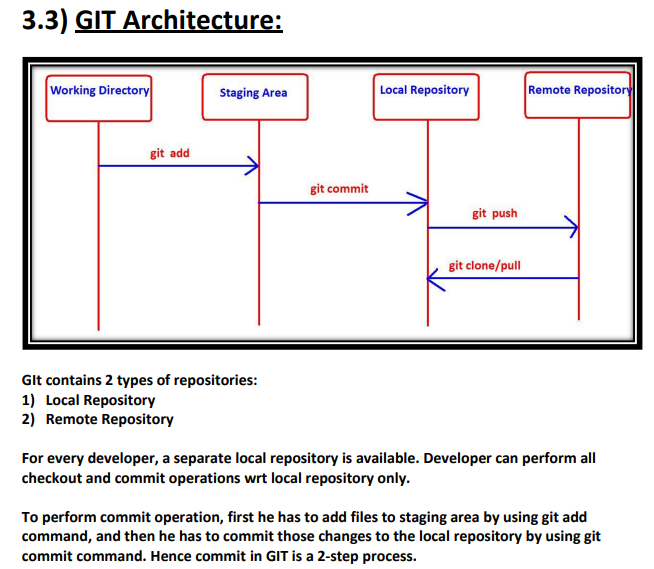 3.3) GIT Architecture:
Working Directory
Staging Area
Local Repository
Remote Repository
git add
git commit
git push
git clone/pull
GIt contains 2 types of repositories:
1) Local Repository
2) Remote Repository
For every developer, a separate local repository is available. Developer can perform all
checkout and commit operations wrt local repository only.
To perform commit operation, first he has to add files to staging area by using git add
command, and then he has to commit those changes to the local repository by using git
commit command. Hence commit in GIT is a 2-step process.